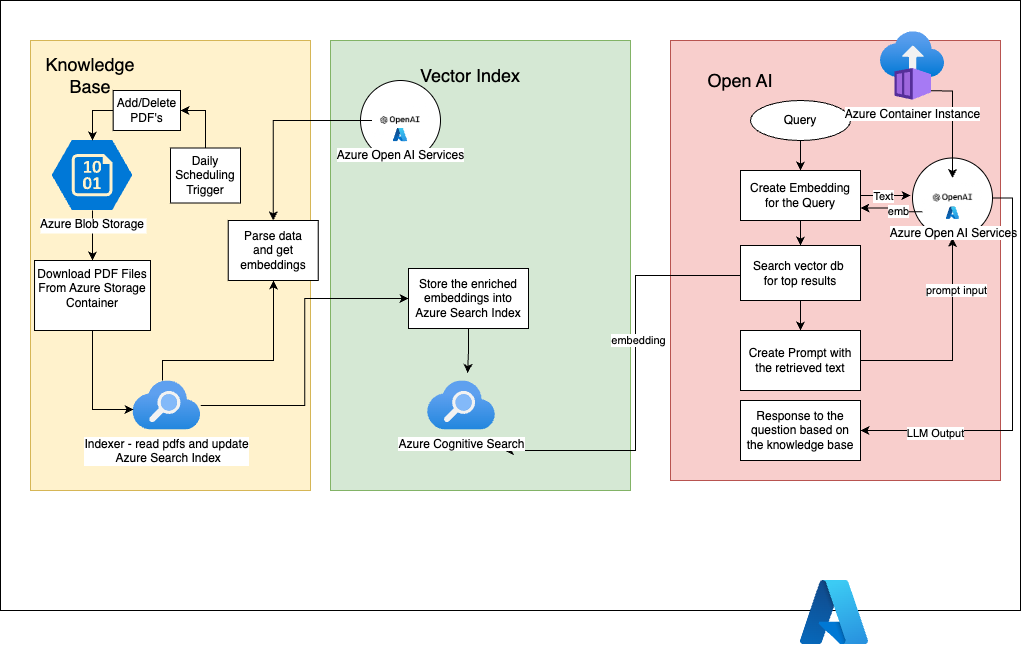 Knowledge
Base
Add/Delete
PDF's
Daily
Scheduling
Trigger
10
01
Azure Blob Storage
Download PDF Files
From Azure Storage
Container
Parse data
and get
embeddings
Indexer - read pdfs and update
Azure Search Index
Vector Index
OpenAI
Azure Open AI Services
Store the enriched
embeddings into
Azure Search Index
Azure Cognitive Search
embedding
Open AI
Query
Azure Container Instance
Create Embedding
for the Query
Text
emb
OpenAI
Azure Open AI Services
Search vector db
for top results
prompt input
Create Prompt with
the retrieved text
Response to the
question based on
the knowledge base
LLM Output